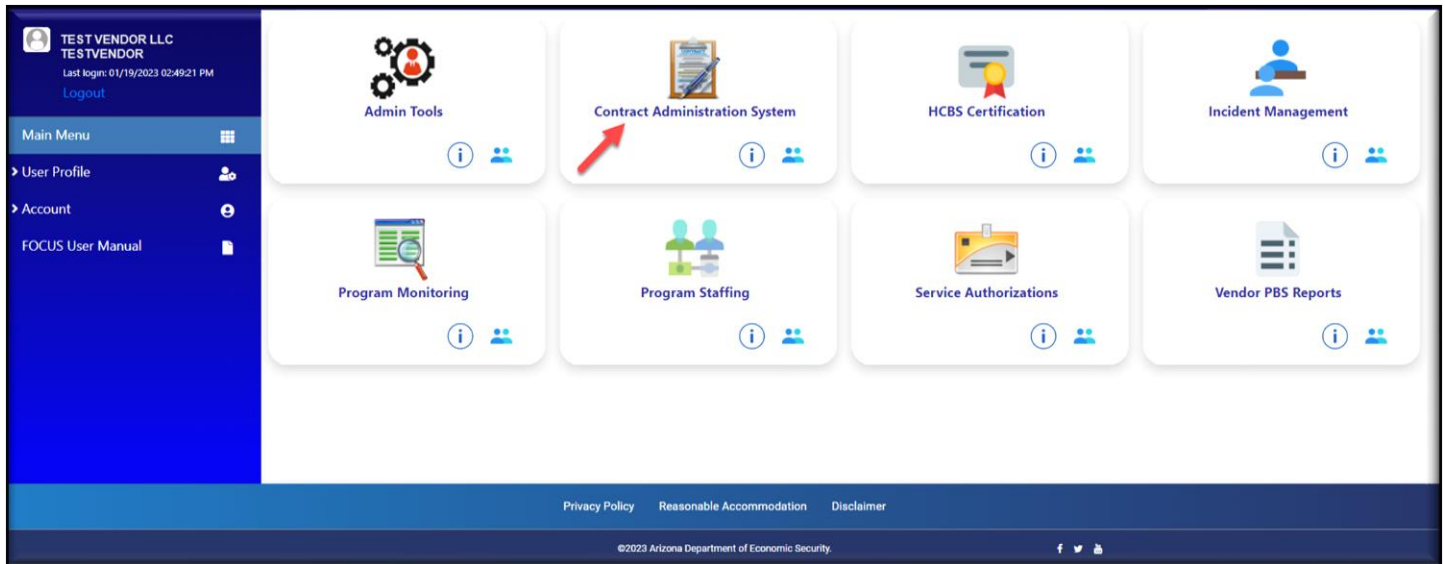 TEST VENDOR LLC
TESTVENDOR
Last login: 01/19/2023 02:49:21 PM
Logout
Main Menu
User Profile
Account
FOCUS User Manual
Admin Tools
Contract Administration System
HCBS Certification
Incident Management
Program Monitoring
Program Staffing
Service Authorizations
Vendor PBS Reports
Privacy Policy Reasonable Accommodation Disclaimer
©2023 Arizona Department of Economic Security.